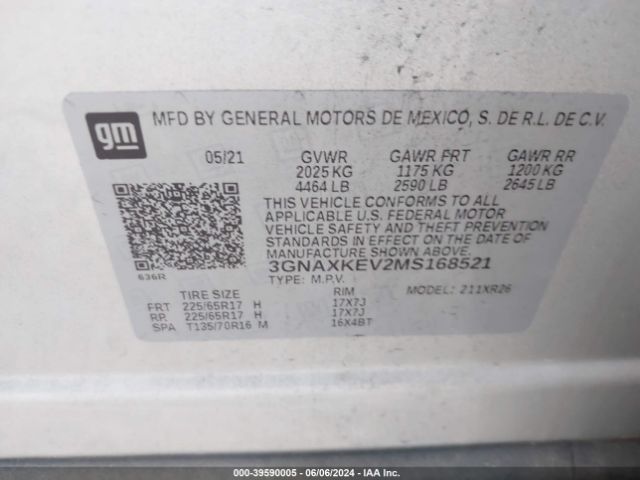 gm MFD BY GENERAL MOTORS DE MEXICO, S. DE R.L. DE C.V.
05/21 GVWR GAWR FRT GAWR RR
2025 KG 1175 KG 1200 KG
4464 LB 2590 LB 2645 LB
THIS VEHICLE CONFORMS TO ALL
APPLICABLE U.S. FEDERAL MOTOR
VEHICLE SAFETY AND THEFT PREVENTION
STANDARDS IN EFFECT ON THE DATE OF
MANUFACTURE SHOWN ABOVE.
3GNAXKEV2MS168521
636R
TYPE: M.P.V. MODEL: 211XR26
TIRE SIZE RIM
FRT 225/65R17 H 17X7J
RP. 225/65R17 H 17X7J
SPA T135/70R16 M 16X4BT
000-39590005 - 06/06/2024 - IAA Inc.